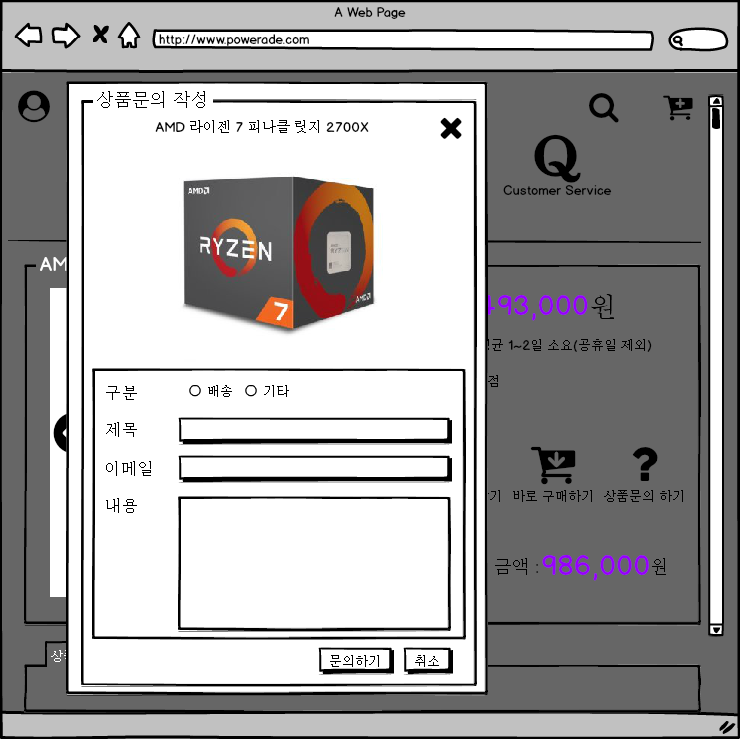 A Web Page
http://www.powerade.com
상품문의 작성
AMD 라이젠 7 피나클 릿지 2700X
Q
Customer Service
AMD
RYZEN
7
AMD
RYZEN
AM
493,000원
1~2일 소요(공휴일 제외)
점
구분
배송
기타
제목
이메일
내용
기
바로 구매하기
상품문의 하기
금액 : 986,000원
문의하기
취소
상